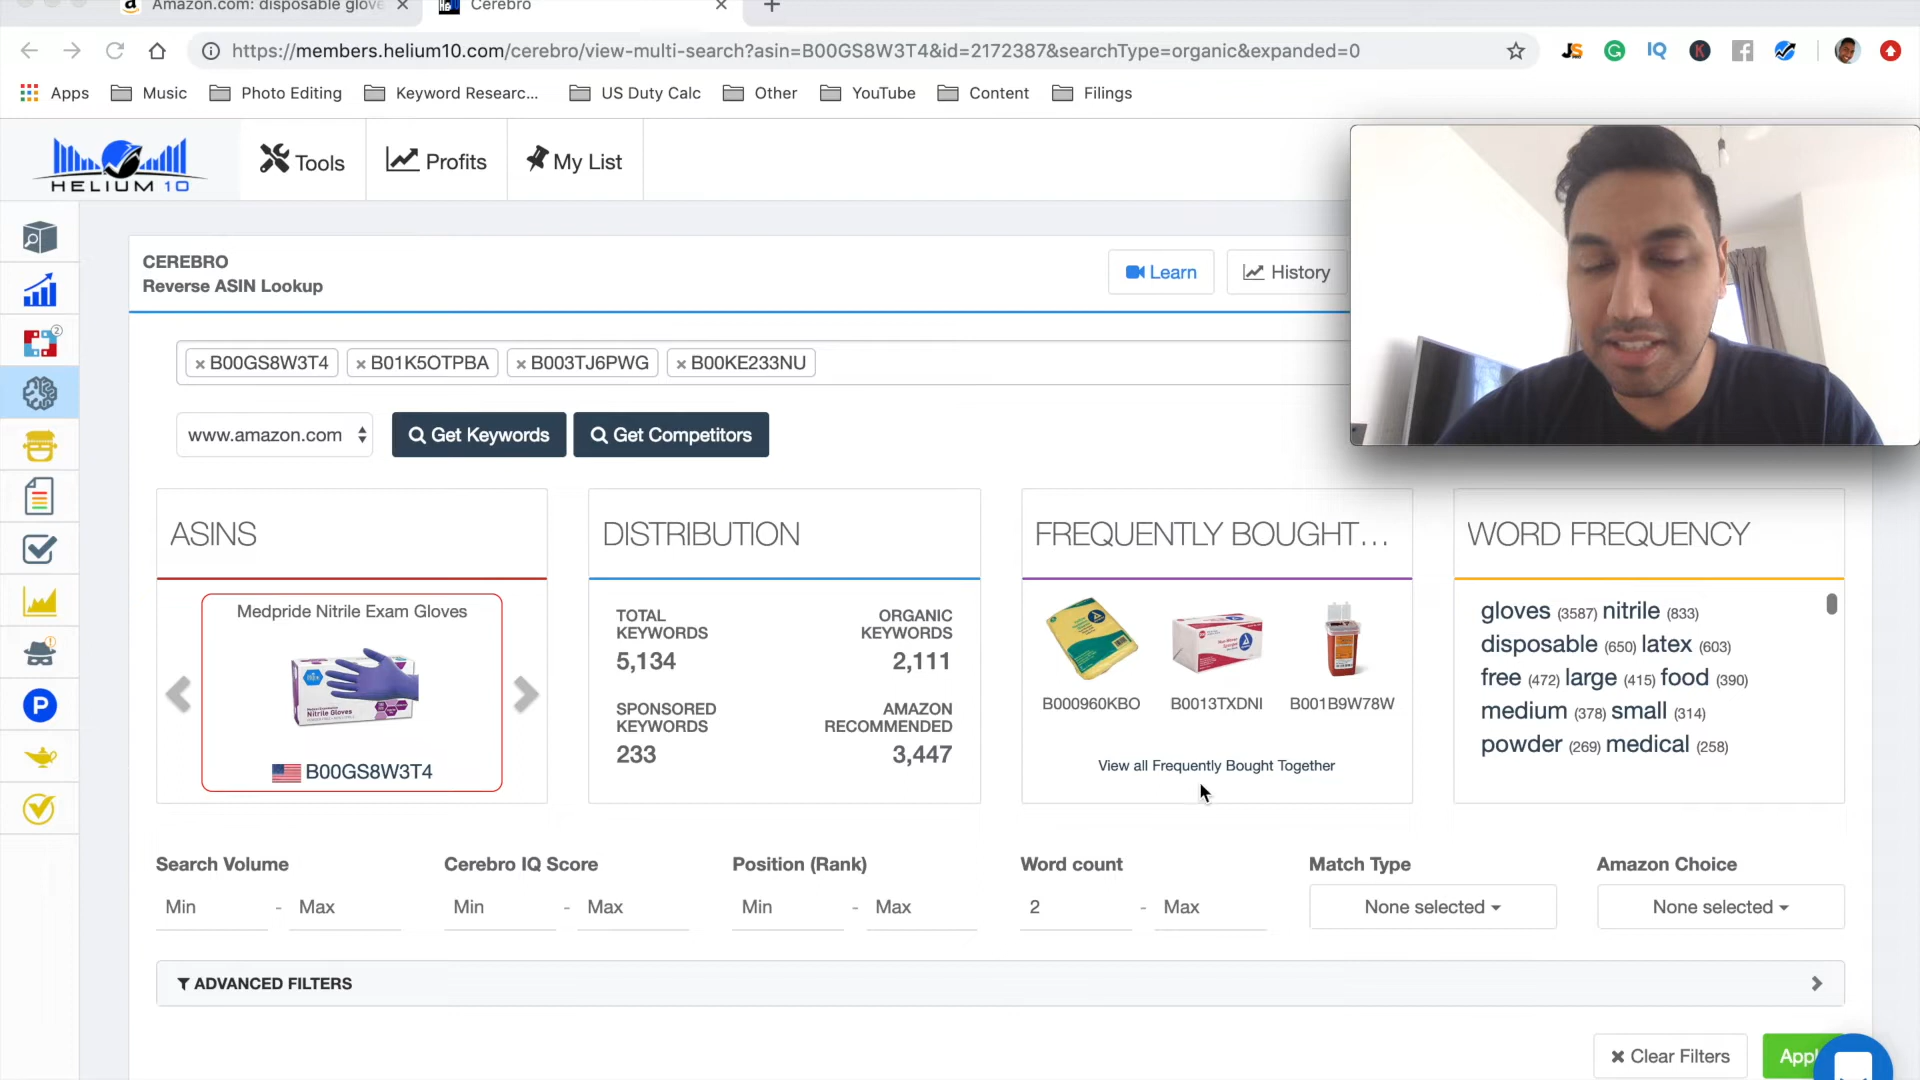 Amazon.com: disposable glove
Cerebro
https://members.helium10.com/cerebro/view-multi-search?asin=B00GS8W3T4&id=2172387&searchType=organic&expanded=0
Apps Music Photo Editing Keyword Researc... US Duty Calc Other YouTube Content Filings
HELIUM 10
Tools Profits My List
CEREBRO
Reverse ASIN Lookup
Learn History
× B00GS8W3T4 × B01K5OTPBA × B003TJ6PWG × B00KE233NU
www.amazon.com Get Keywords Get Competitors
ASINS
Medpride Nitrile Exam Gloves
Nitrile Gloves
B00GS8W3T4
DISTRIBUTION
TOTAL KEYWORDS
5,134
ORGANIC KEYWORDS
2,111
SPONSORED KEYWORDS
233
AMAZON RECOMMENDED
3,447
FREQUENTLY BOUGHT...
B000960KBO B0013TXDNI B001B9W78W
View all Frequently Bought Together
WORD FREQUENCY
gloves (3587) nitrile (833)
disposable (650) latex (603)
free (472) large (415) food (390)
medium (378) small (314)
powder (269) medical (258)
Search Volume Cerebro IQ Score Position (Rank) Word count Match Type Amazon Choice
Min - Max Min - Max Min - Max 2 - Max None selected None selected
ADVANCED FILTERS
Clear Filters Appl